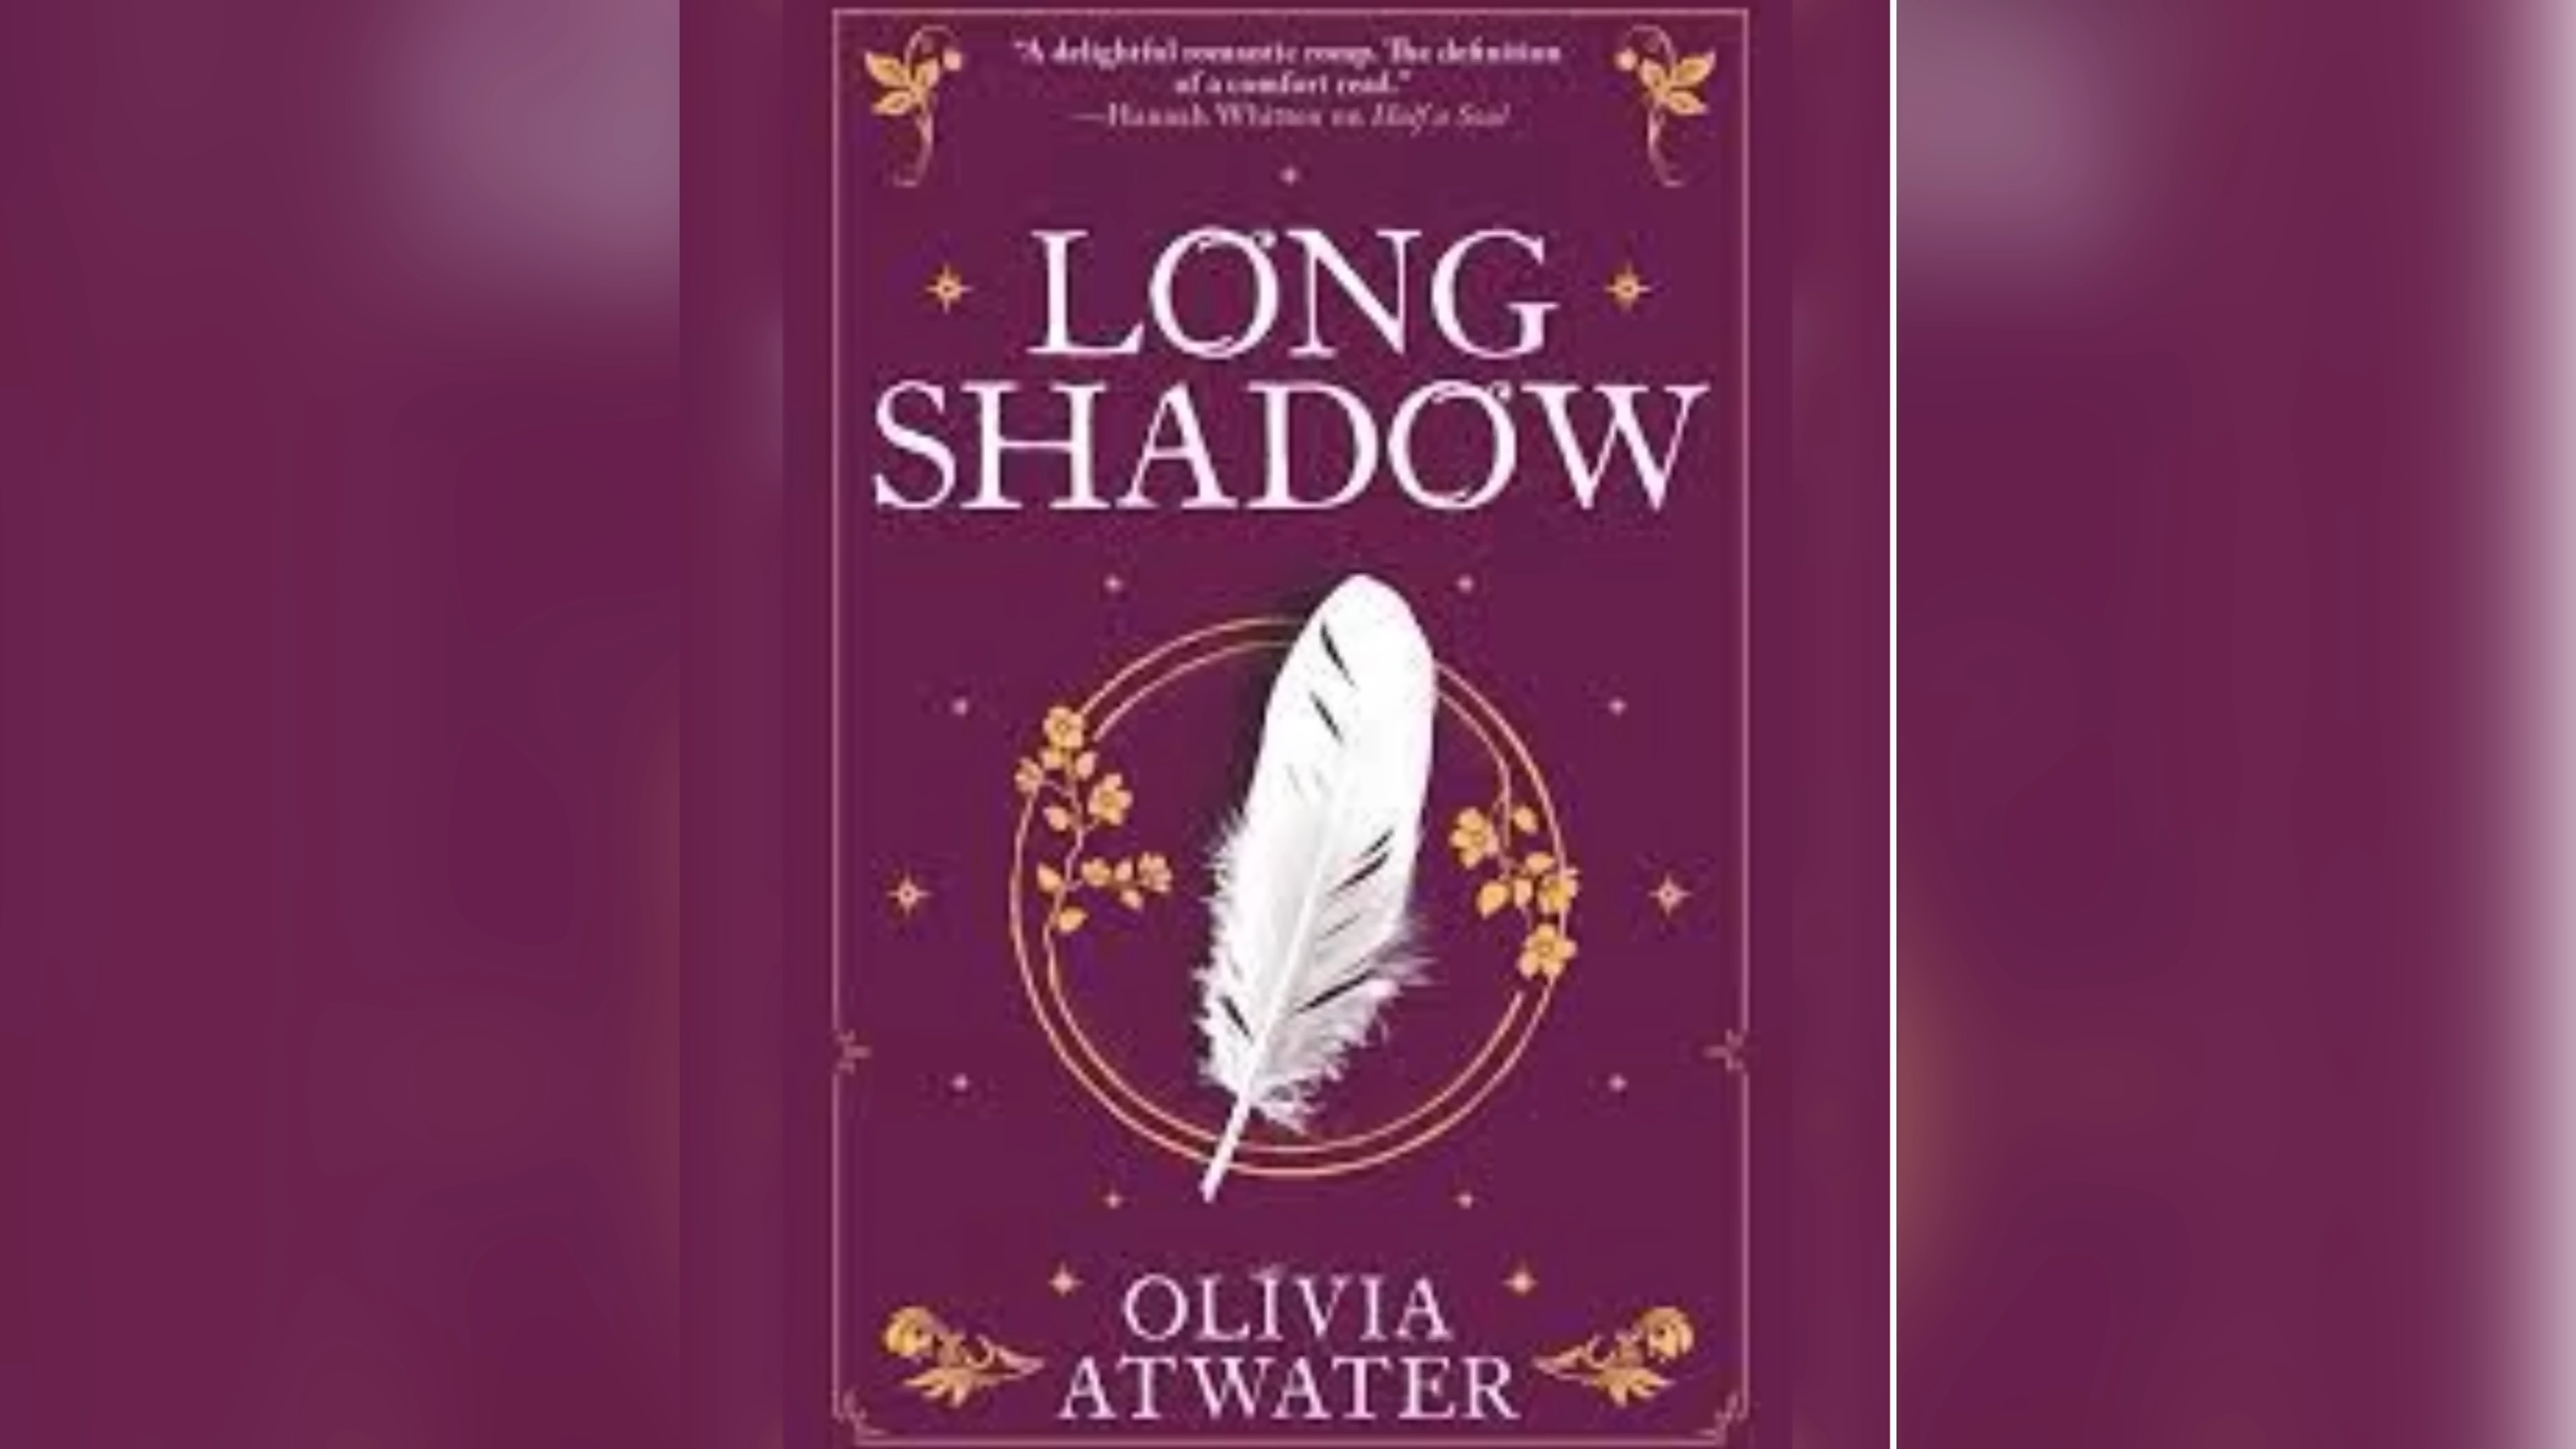 "A delightful romantic romp. The definition
of a comfort read."
—Hannah Whitten on Half a Soul
LONG
SHADOW
OLIVIA
ATWATER